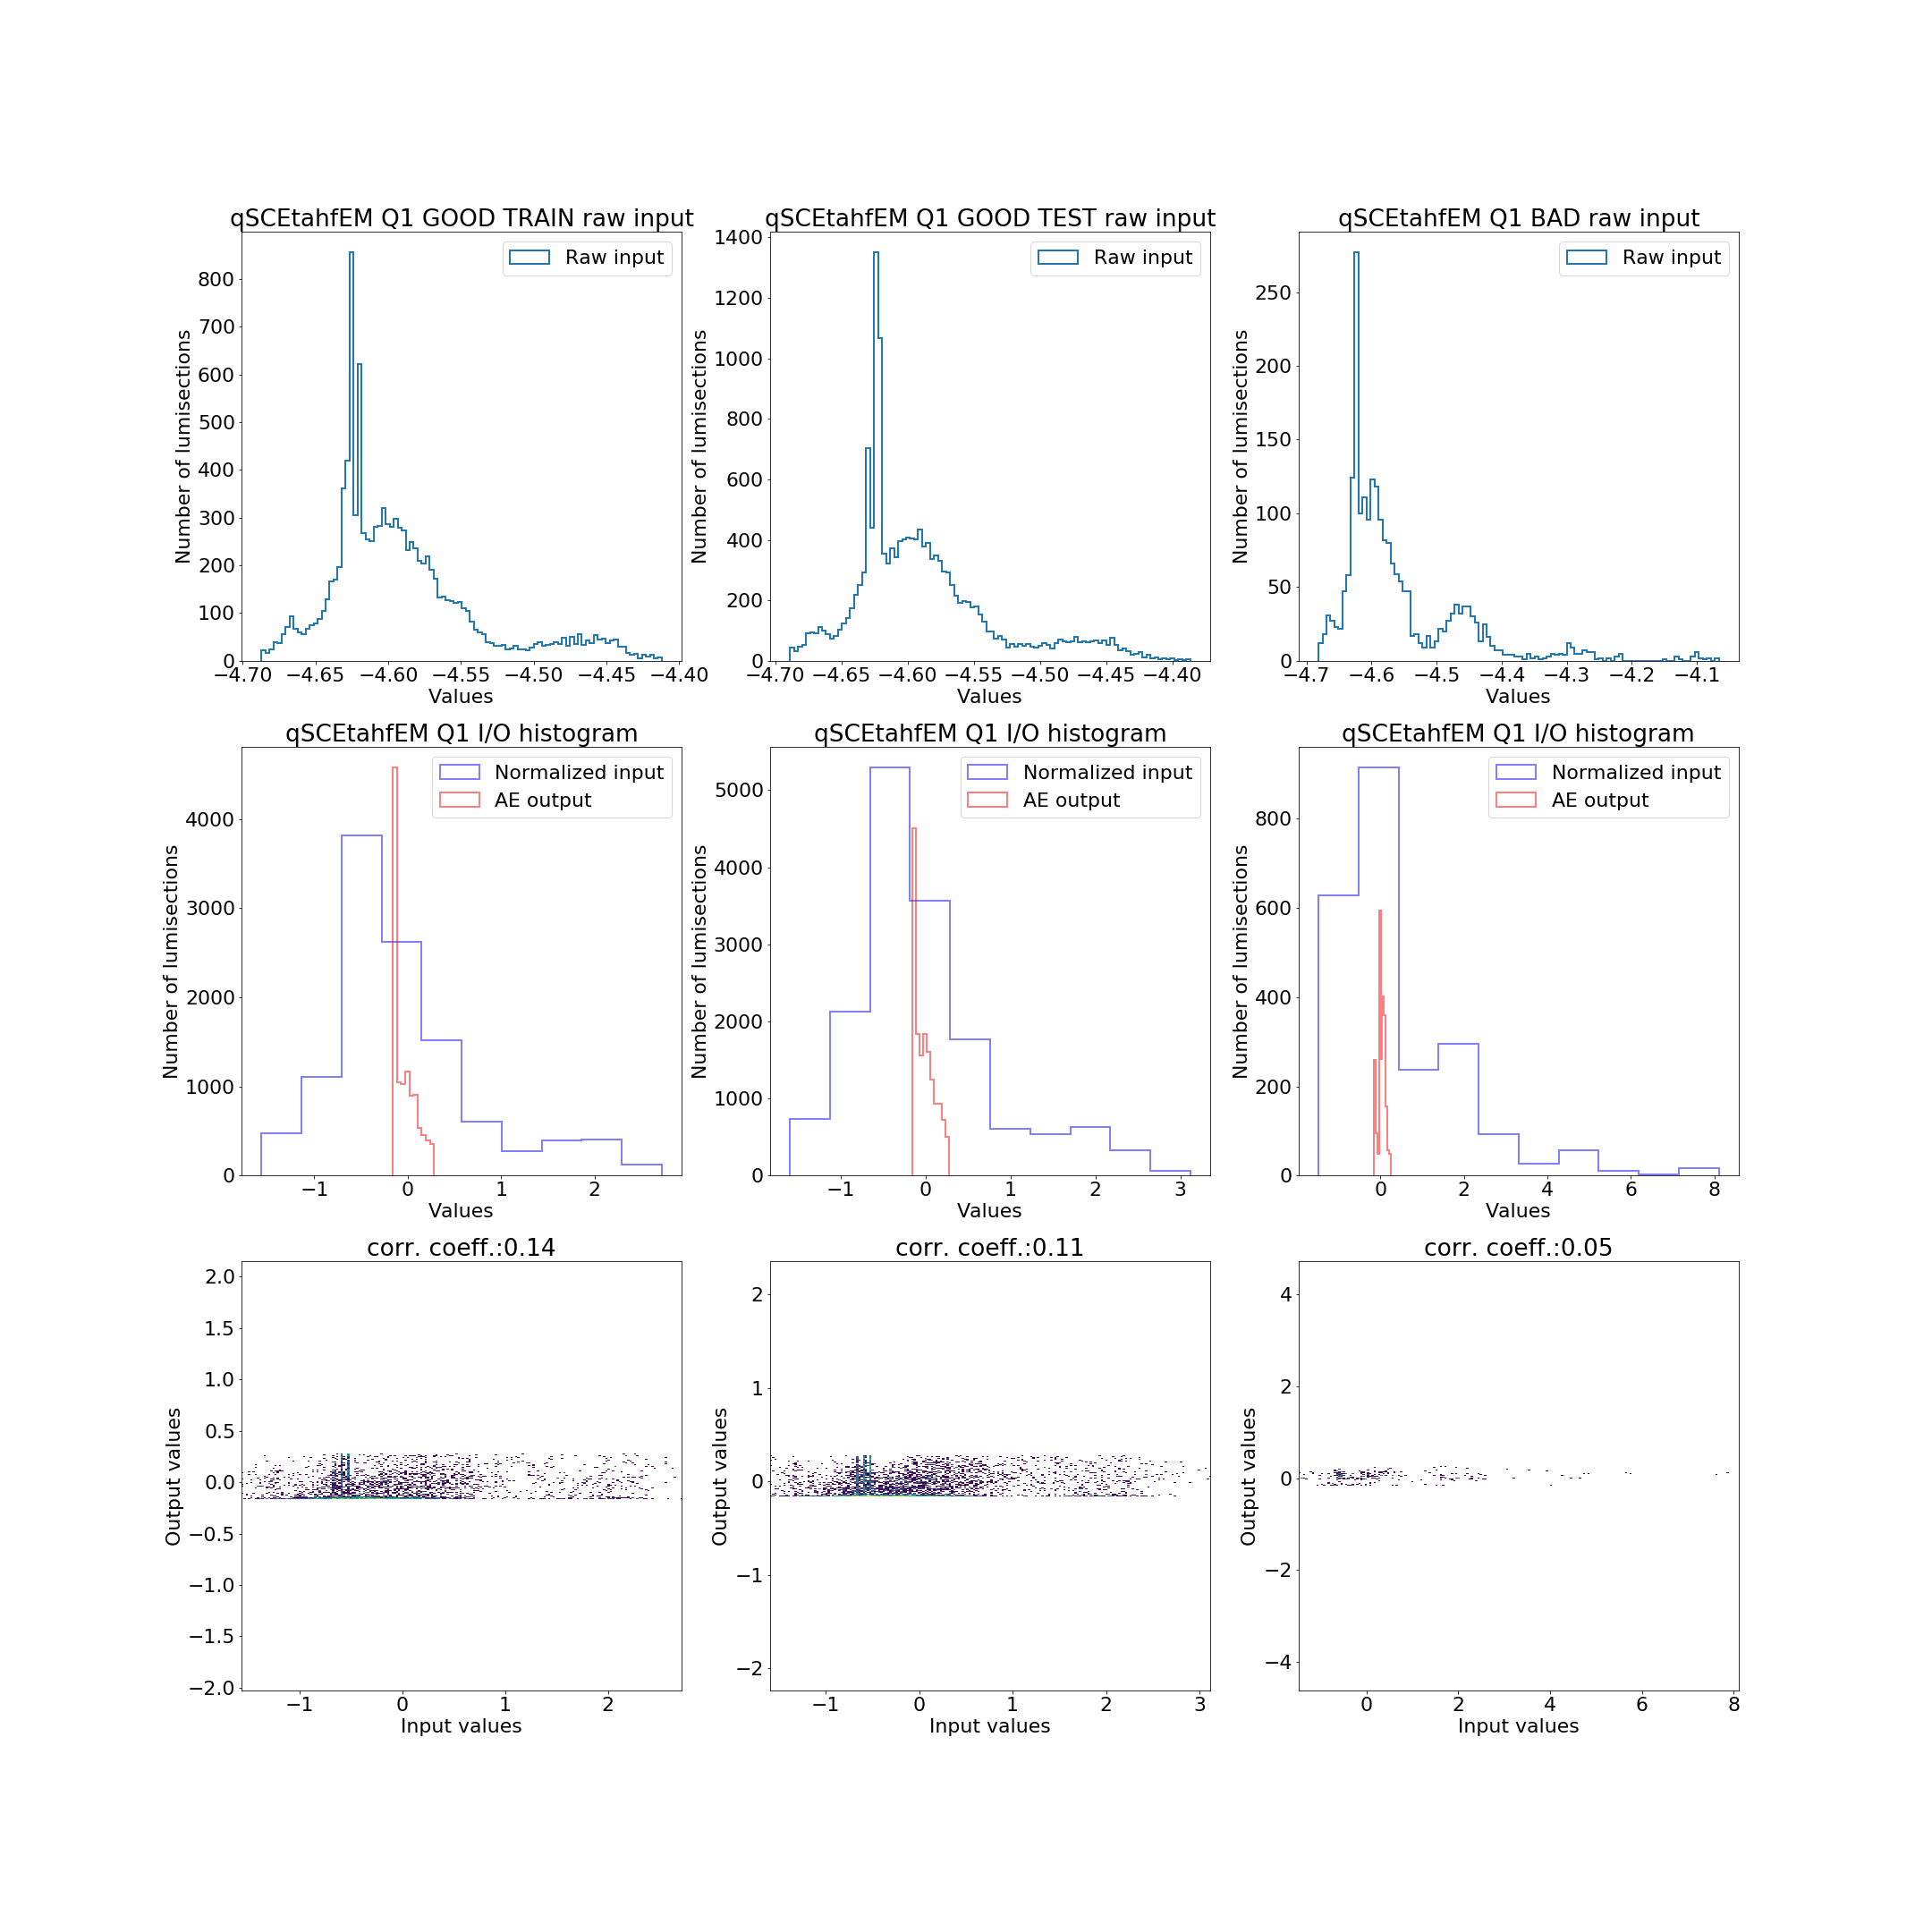 qSCEtahfEM Q1 GOOD TRAIN raw input
Raw input
Number of lumisections
800
700
600
500
400
300
200
100
0
−4.70 −4.65 −4.60 −4.55 −4.50 −4.45 −4.40
Values
qSCEtahfEM Q1 GOOD TEST raw input
Raw input
Number of lumisections
1400
1200
1000
800
600
400
200
0
−4.70 −4.65 −4.60 −4.55 −4.50 −4.45 −4.40
Values
qSCEtahfEM Q1 BAD raw input
Raw input
Number of lumisections
250
200
150
100
50
0
−4.7 −4.6 −4.5 −4.4 −4.3 −4.2 −4.1
Values
qSCEtahfEM Q1 I/O histogram
Normalized input
AE output
Number of lumisections
4000
3000
2000
1000
0
−1 0 1 2
Values
qSCEtahfEM Q1 I/O histogram
Normalized input
AE output
Number of lumisections
5000
4000
3000
2000
1000
0
−1 0 1 2 3
Values
qSCEtahfEM Q1 I/O histogram
Normalized input
AE output
Number of lumisections
800
600
400
200
0
0 2 4 6 8
Values
corr. coeff.:0.14
Output values
2.0
1.5
1.0
0.5
0.0
−0.5
−1.0
−1.5
−2.0
−1 0 1 2
Input values
corr. coeff.:0.11
Output values
2
1
0
−1
−2
−1 0 1 2 3
Input values
corr. coeff.:0.05
Output values
4
2
0
−2
−4
0 2 4 6 8
Input values